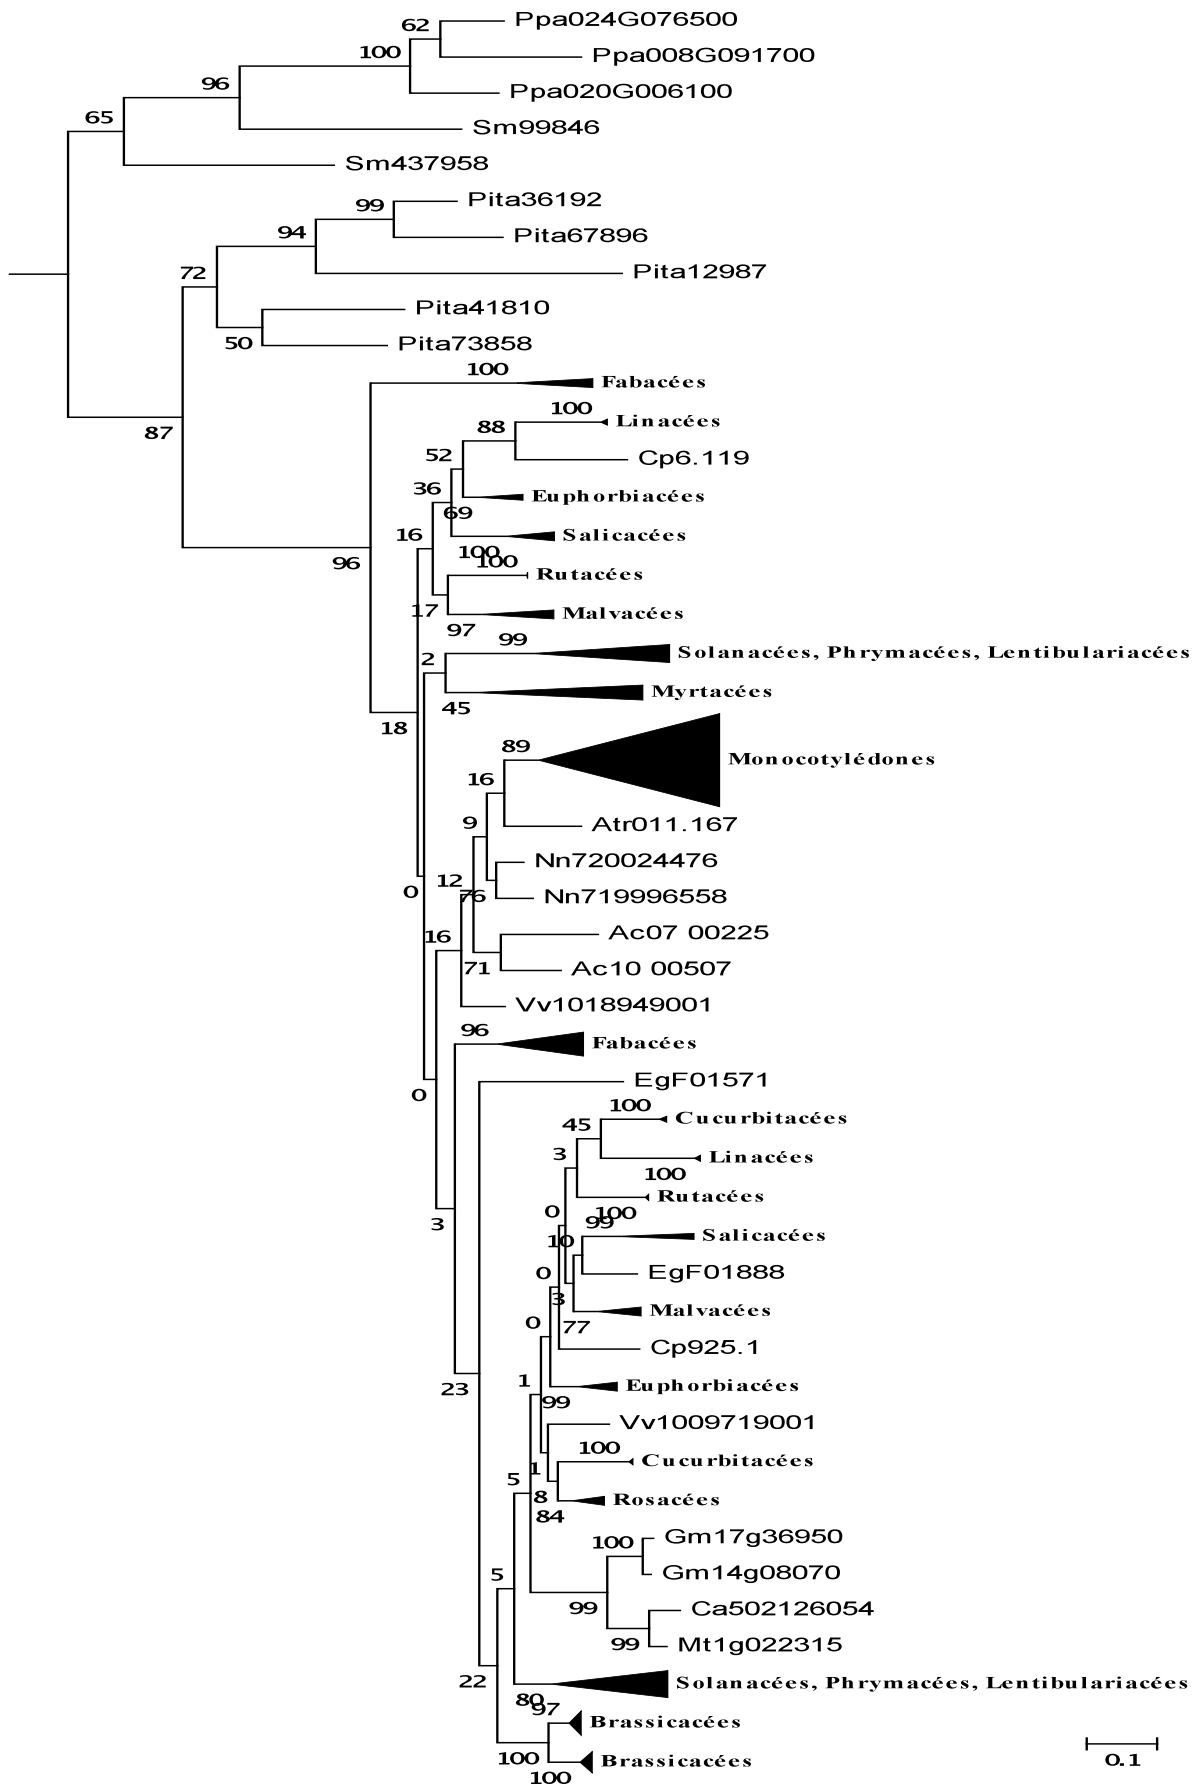 62
Ppa024G076500
100
Ppa008G091700
96
Ppa020G006100
65
Sm99846
Sm437958
99
Pita36192
94
Pita67896
72
Pita12987
Pita41810
50
Pita73858
100
Fabacées
87
100
Linacées
88
52
Cp6.119
36
Euphorbiacées
69
16
Salicacées
96
100
100
Rutacées
17
Malvacées
97
99
2
Solanacées, Phrymacées, Lentibulariacées
Myrtacées
45
18
89
Monocotylédones
16
9
Atr011.167
Nn720024476
12
76
0
Nn719996558
16
Ac07 00225
71
Ac10 00507
Vv1018949001
96
Fabacées
0
EgF01571
100
45
Cucurbitacées
3
Linacées
100
Rutacées
0
100
99
3
10
Salicacées
0
EgF01888
3
Malvacées
0
77
Cp925.1
1
Euphorbiacées
23
99
Vv1009719001
100
1
Cucurbitacées
5
8
Rosacées
84
100
Gm17g36950
5
Gm14g08070
99
Ca502126054
99
Mt1g022315
22
Solanacées, Phrymacées, Lentibulariacées
80
97
Brassicacées
100
Brassicacées
100
0.1